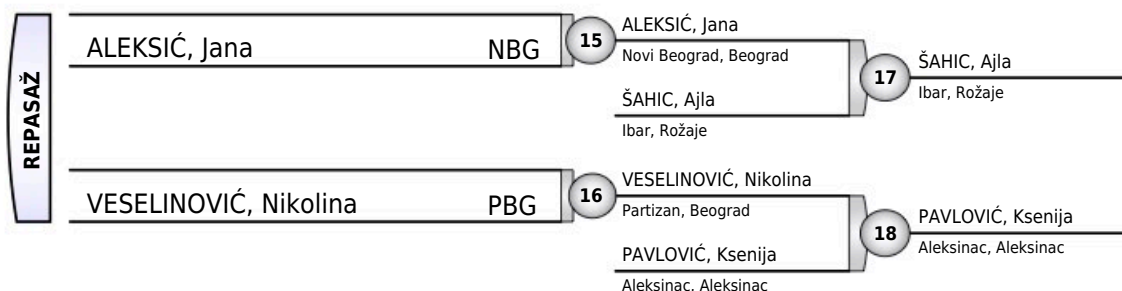 REPASAŽ
ALEKSIĆ, Jana NBG
15
ALEKSIĆ, Jana
Novi Beograd, Beograd
ŠAHIC, Ajla
Ibar, Rožaje
17
ŠAHIC, Ajla
Ibar, Rožaje
VESELINOVIĆ, Nikolina PBG
16
VESELINOVIĆ, Nikolina
Partizan, Beograd
PAVLOVIĆ, Ksenija
Aleksinac, Aleksinac
18
PAVLOVIĆ, Ksenija
Aleksinac, Aleksinac